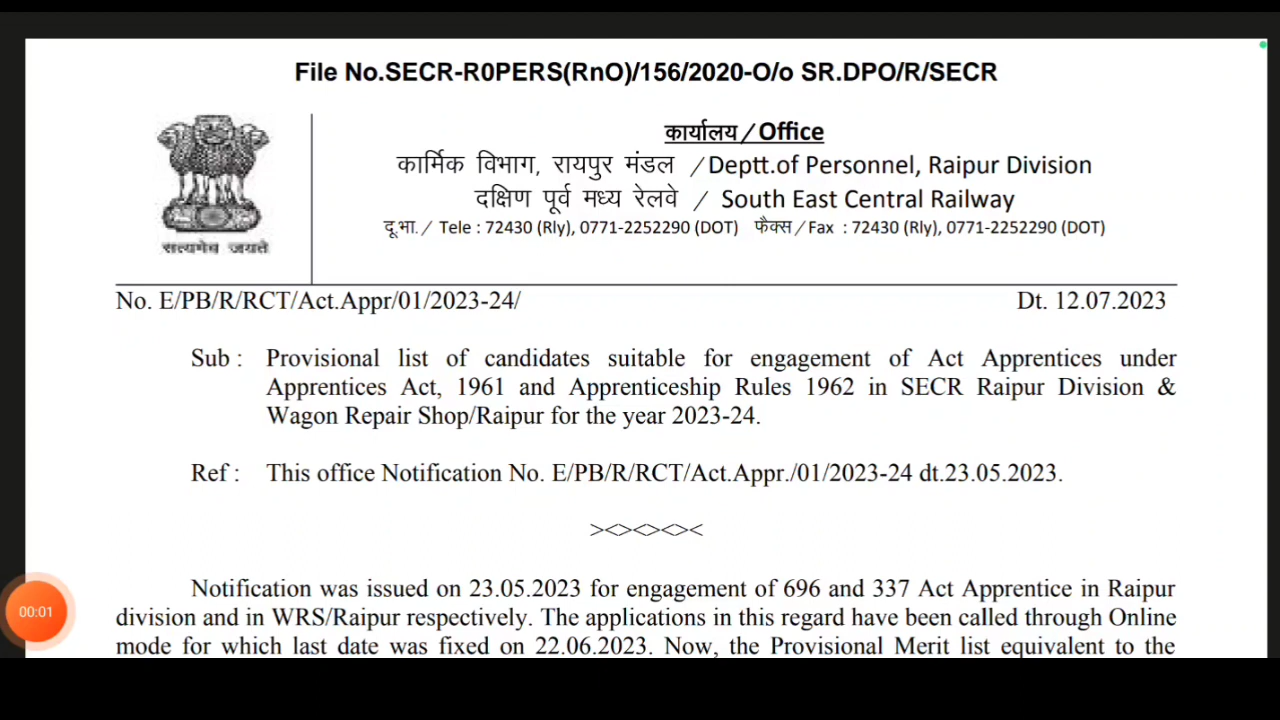 File No.SECR-R0PERS(RnO)/156/2020-O/o SR.DPO/R/SECR
कार्यालय/Office
कार्मिक विभाग, रायपुर मंडल /Deptt.of Personnel, Raipur Division
दक्षिण पूर्व मध्य रेलवे / South East Central Railway
दू.भा./ Tele : 72430 (Rly), 0771-2252290 (DOT) फैक्स/Fax : 72430 (Rly), 0771-2252290 (DOT)
सत्यमेव जयते
No. E/PB/R/RCT/Act.Appr/01/2023-24/ Dt. 12.07.2023
Sub : Provisional list of candidates suitable for engagement of Act Apprentices under
Apprentices Act, 1961 and Apprenticeship Rules 1962 in SECR Raipur Division &
Wagon Repair Shop/Raipur for the year 2023-24.
Ref : This office Notification No. E/PB/R/RCT/Act.Appr./01/2023-24 dt.23.05.2023.
><><><><
Notification was issued on 23.05.2023 for engagement of 696 and 337 Act Apprentice in Raipur
division and in WRS/Raipur respectively. The applications in this regard have been called through Online
mode for which last date was fixed on 22.06.2023. Now, the Provisional Merit list equivalent to the
00:01